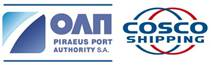 ΟΛΠ
PIRAEUS PORT
AUTHORITY S.A.
COSCO
SHIPPING